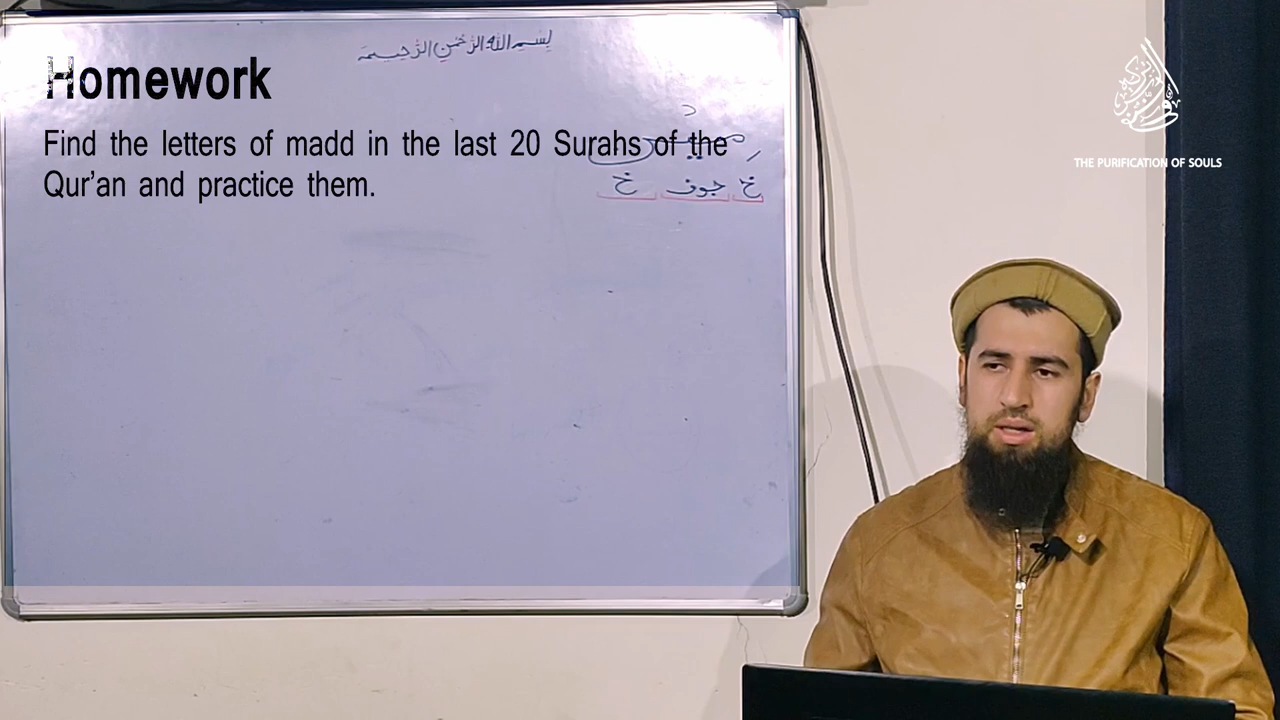 بسم الله الرحمن الرحيم
Homework
Find the letters of madd in the last 20 Surahs of the
Qur’an and practice them.
خ جوف خ
THE PURIFICATION OF SOULS